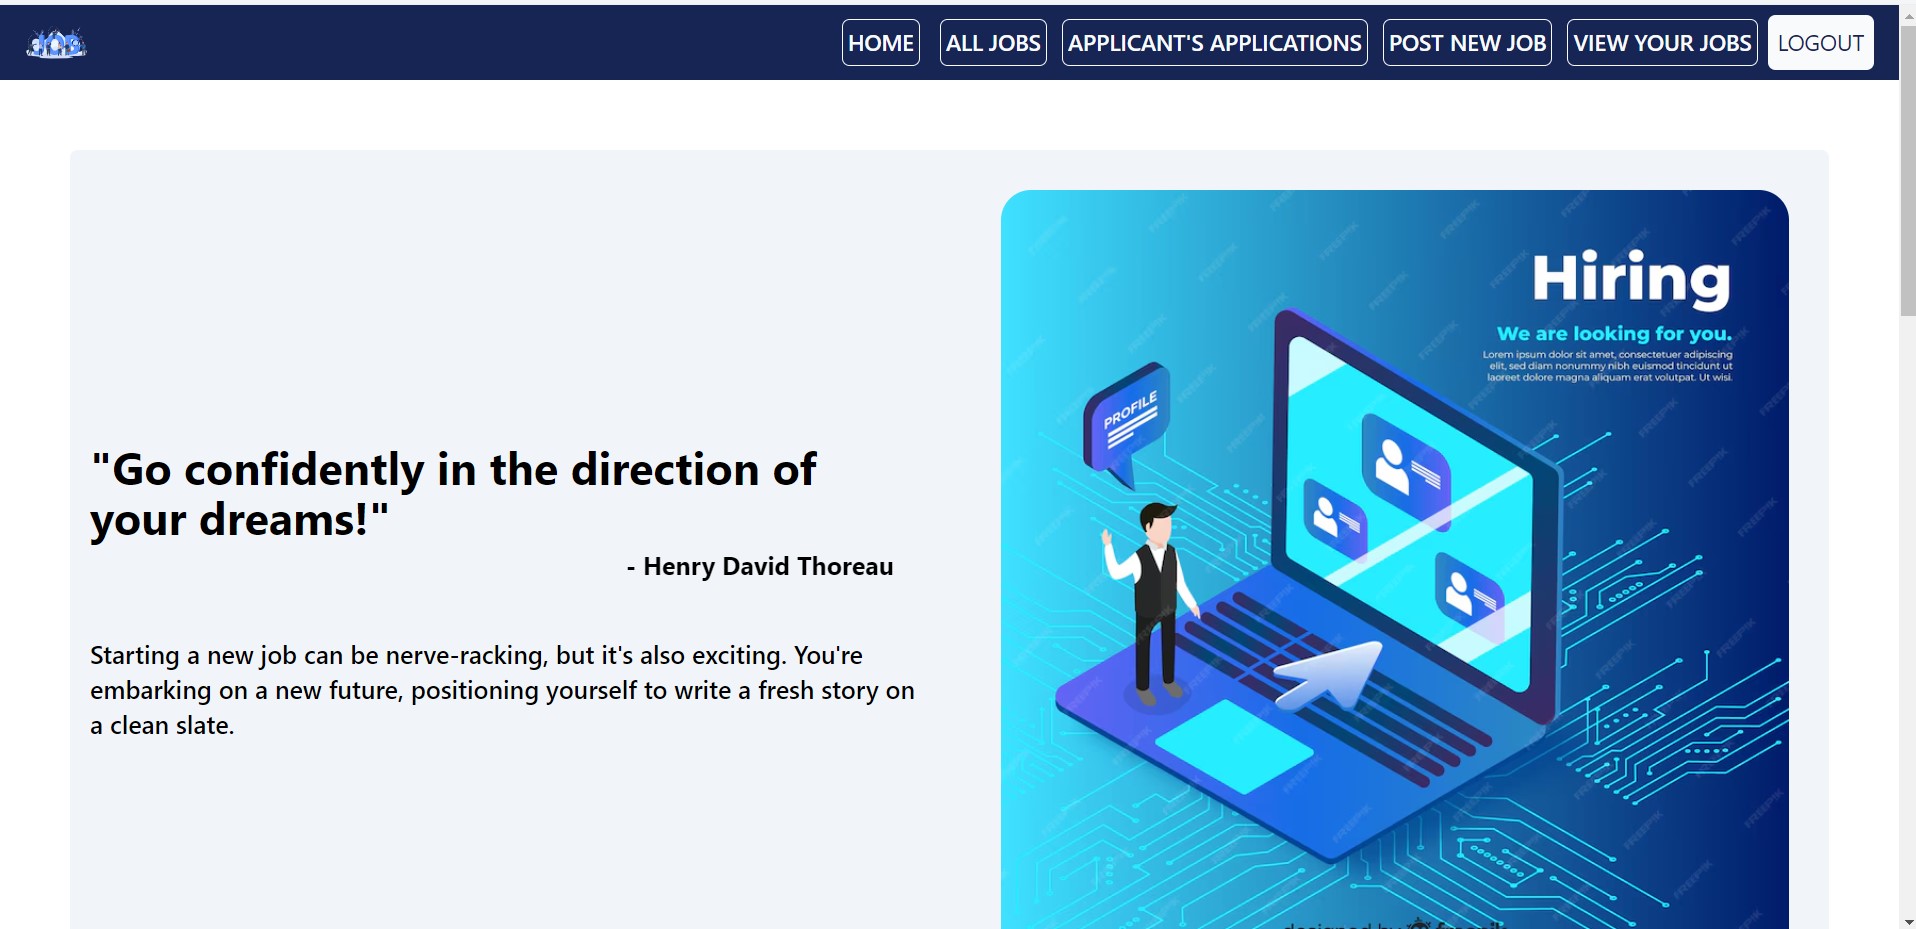 JOB
HOME
ALL JOBS
APPLICANT'S APPLICATIONS
POST NEW JOB
VIEW YOUR JOBS
LOGOUT
"Go confidently in the direction of
your dreams!"
- Henry David Thoreau
Starting a new job can be nerve-racking, but it's also exciting. You're
embarking on a new future, positioning yourself to write a fresh story on
a clean slate.
Hiring
We are looking for you.
Lorem ipsum dolor sit amet, consectetuer adipiscing
elit, sed diam nonummy nibh euismod tincidunt ut
laoreet dolore magna aliquam erat volutpat. Ut wisi.
PROFILE
designed by freepik